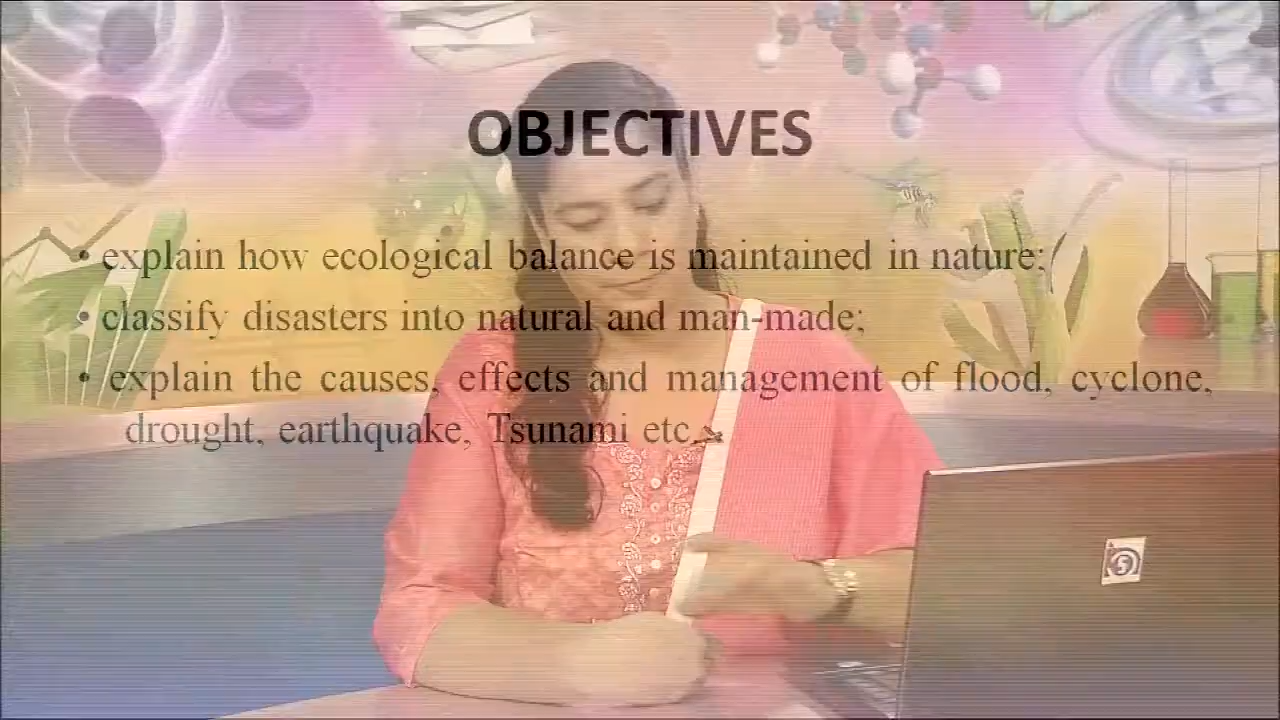 OBJECTIVES
• explain how ecological balance is maintained in nature;
• classify disasters into natural and man-made;
• explain the causes, effects and management of flood, cyclone,
drought, earthquake, Tsunami etc.